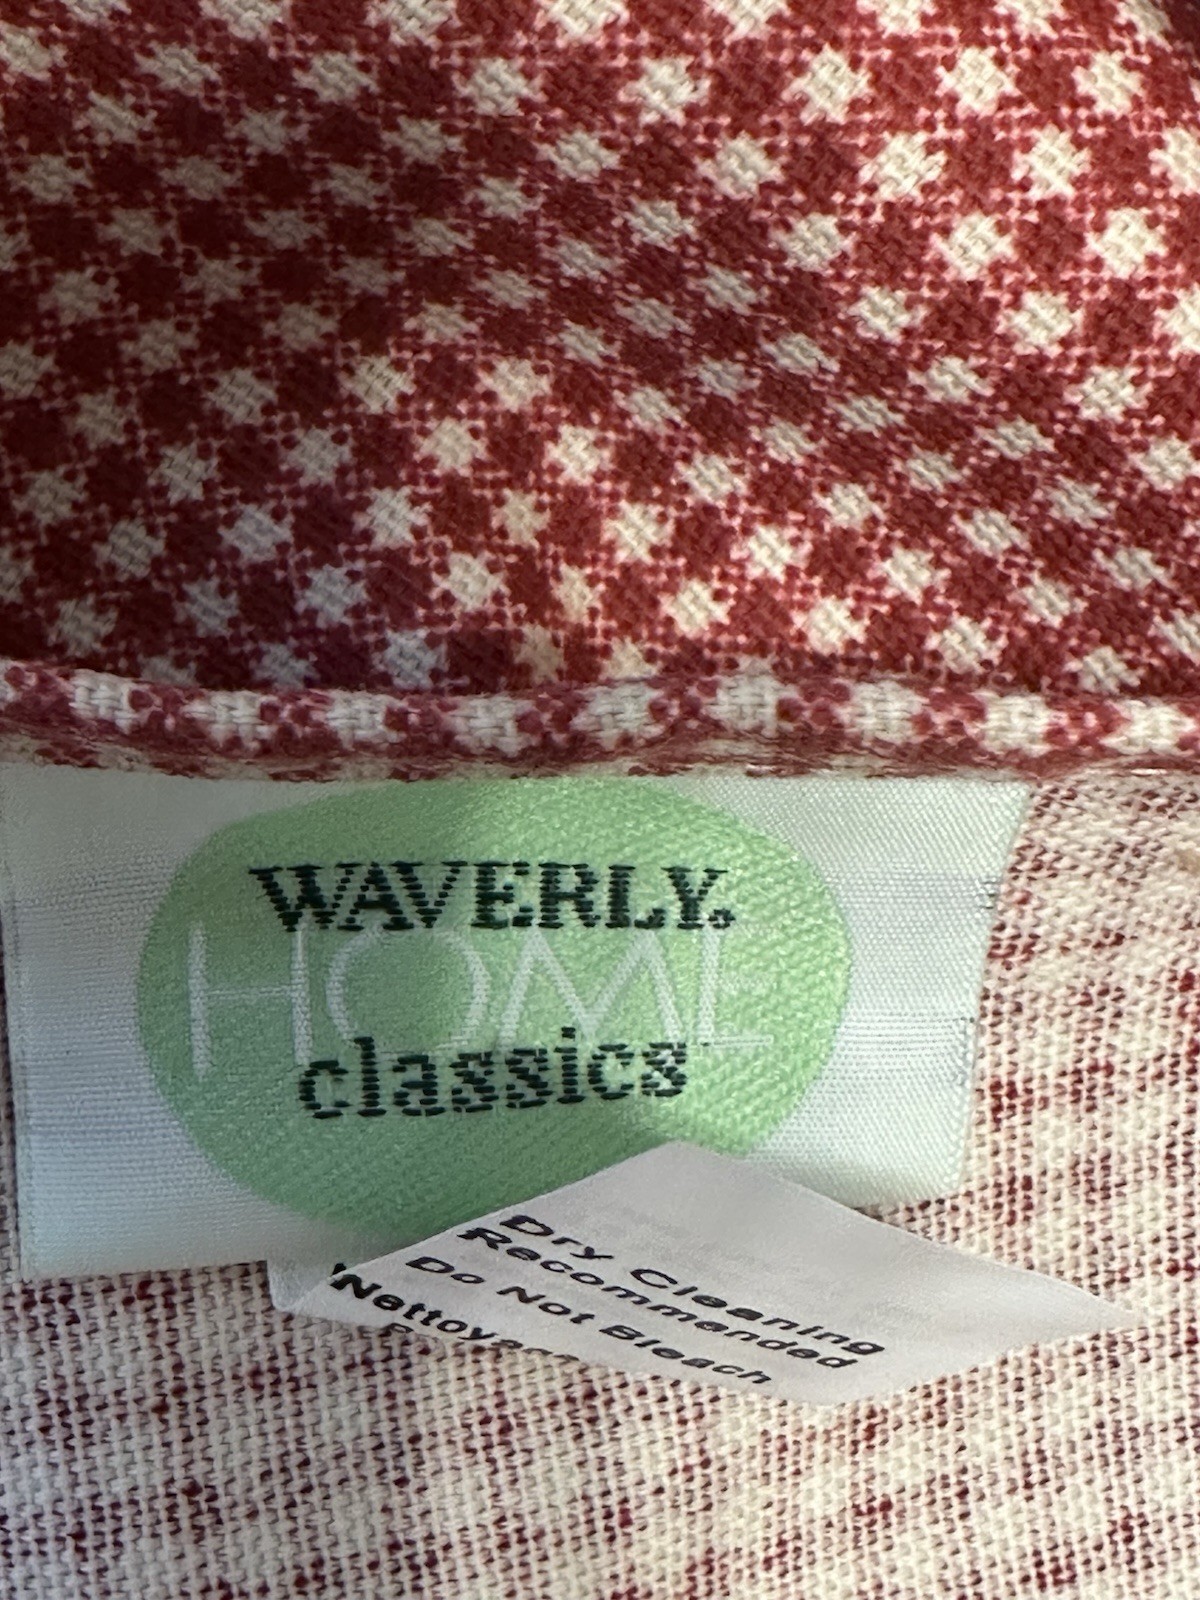 WAVERLY®
HOME
classics
Dry Cleaning
Recommended
Do Not Bleach